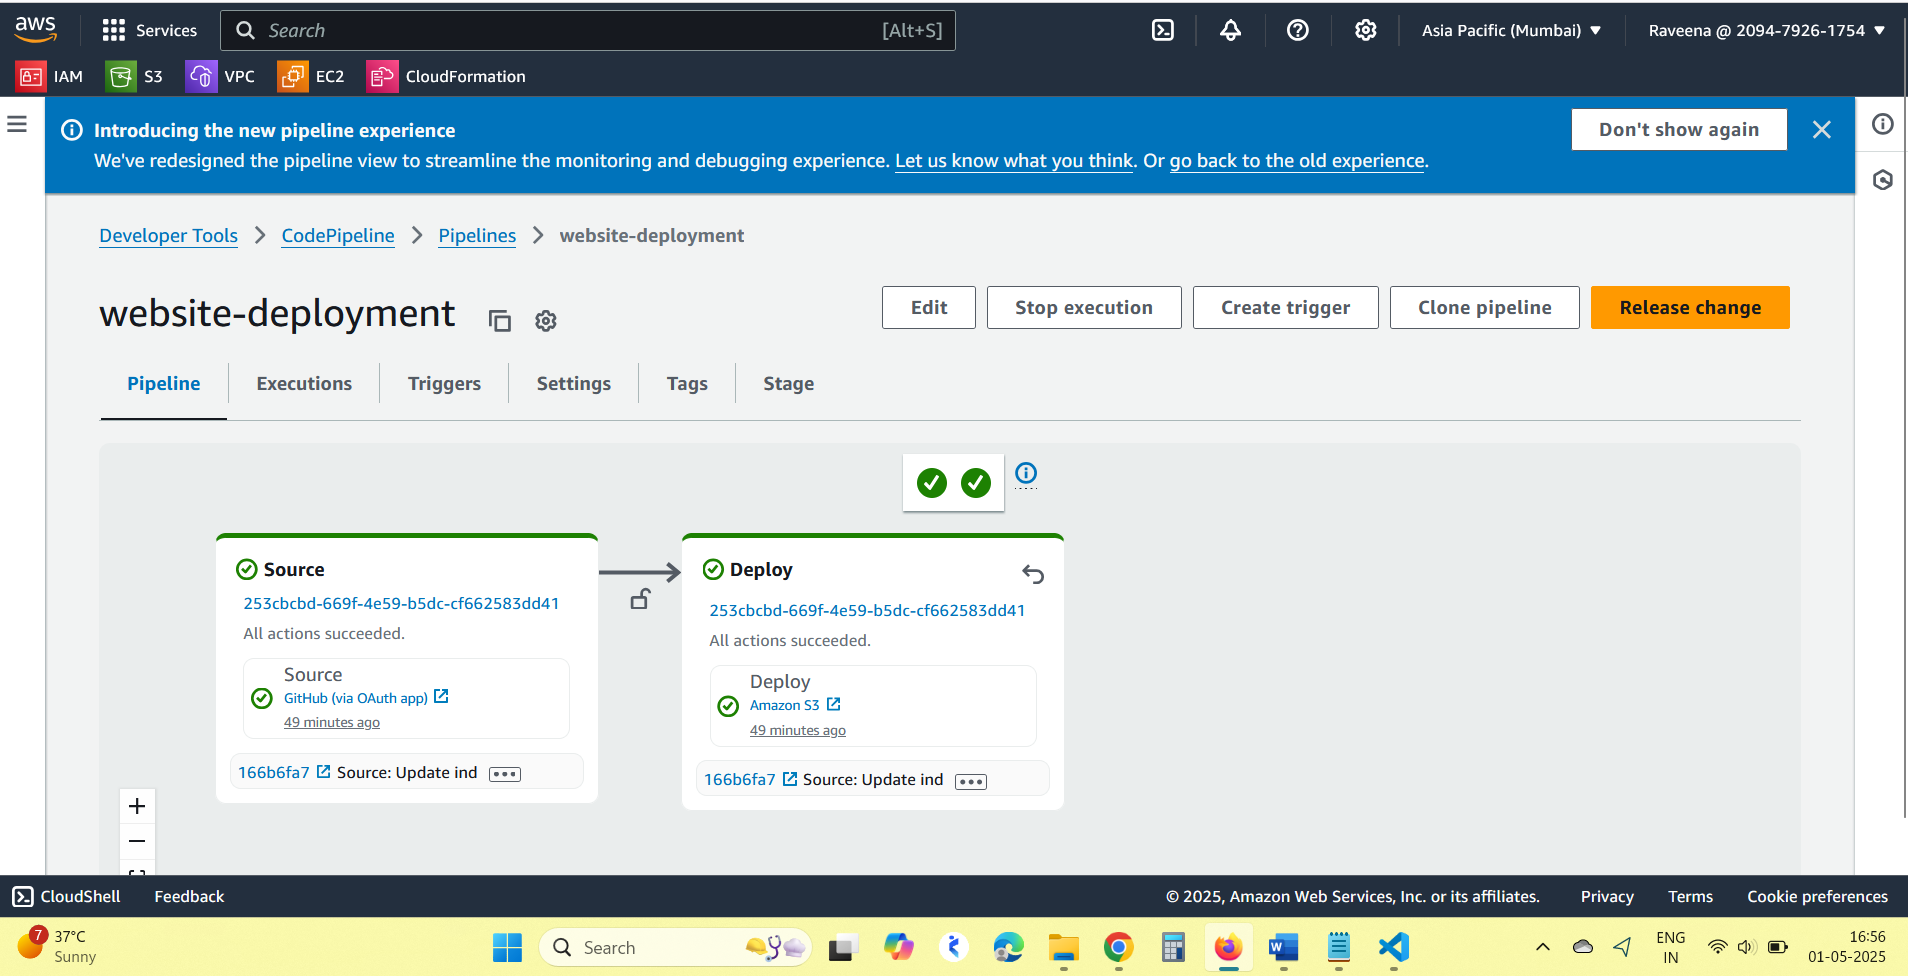 aws
Services
Search
[Alt+S]
Asia Pacific (Mumbai)
Raveena @ 2094-7926-1754
IAM
S3
VPC
EC2
CloudFormation
Introducing the new pipeline experience
We've redesigned the pipeline view to streamline the monitoring and debugging experience. Let us know what you think. Or go back to the old experience.
Don't show again
Developer Tools
CodePipeline
Pipelines
website-deployment
website-deployment
Edit
Stop execution
Create trigger
Clone pipeline
Release change
Pipeline
Executions
Triggers
Settings
Tags
Stage
Source
253cbcbd-669f-4e59-b5dc-cf662583dd41
All actions succeeded.
Source
GitHub (via OAuth app)
49 minutes ago
166b6fa7 Source: Update ind
Deploy
253cbcbd-669f-4e59-b5dc-cf662583dd41
All actions succeeded.
Deploy
Amazon S3
49 minutes ago
166b6fa7 Source: Update ind
CloudShell
Feedback
© 2025, Amazon Web Services, Inc. or its affiliates.
Privacy
Terms
Cookie preferences
7
37°C
Sunny
Search
ENG
IN
16:56
01-05-2025